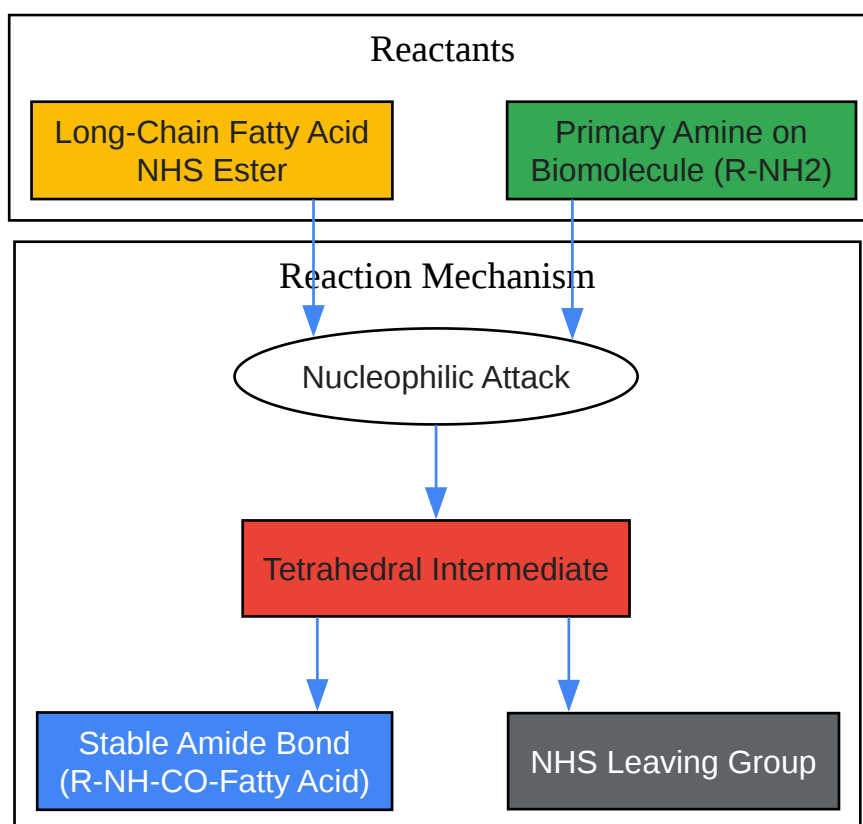 Reactants
Long-Chain Fatty Acid
NHS Ester
Primary Amine on
Biomolecule (R-NH2)
Reaction Mechanism
Nucleophilic Attack
Tetrahedral Intermediate
Stable Amide Bond
(R-NH-CO-Fatty Acid)
NHS Leaving Group